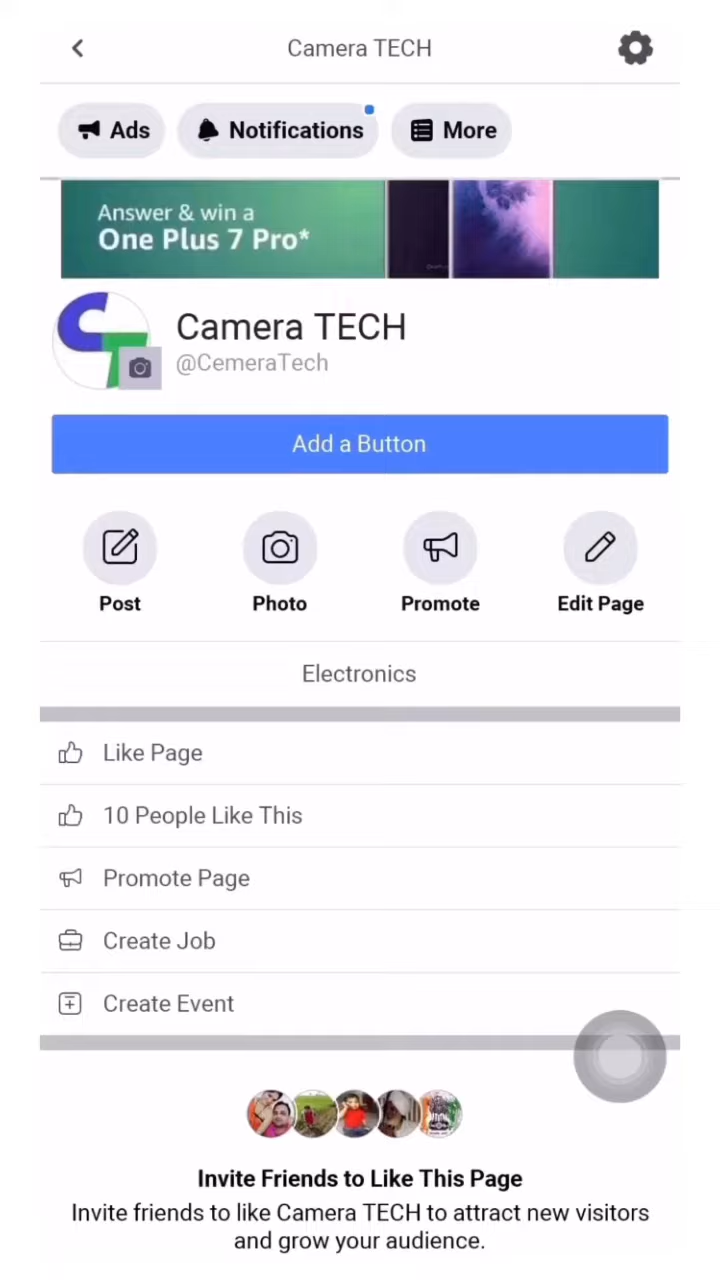 Camera TECH
Ads
Notifications
More
Answer & win a
One Plus 7 Pro*
Camera TECH
@CemeraTech
Add a Button
Post
Photo
Promote
Edit Page
Electronics
Like Page
10 People Like This
Promote Page
Create Job
Create Event
Invite Friends to Like This Page
Invite friends to like Camera TECH to attract new visitors
and grow your audience.